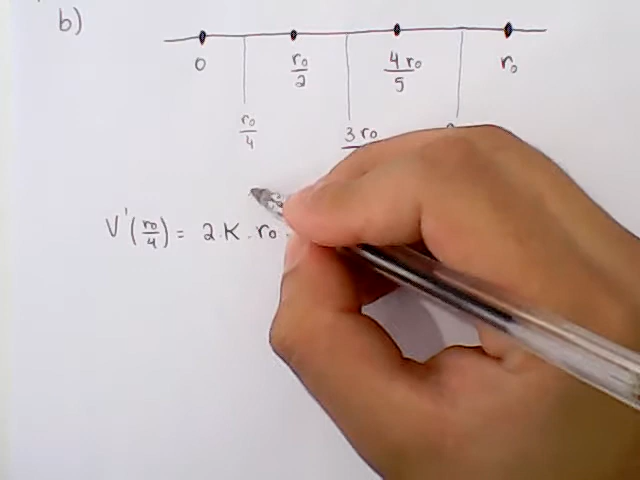 b)
0 r₀/2 4r₀/5 r₀
r₀/4 3r₀
V'(r₀/4) = 2.K.r₀.